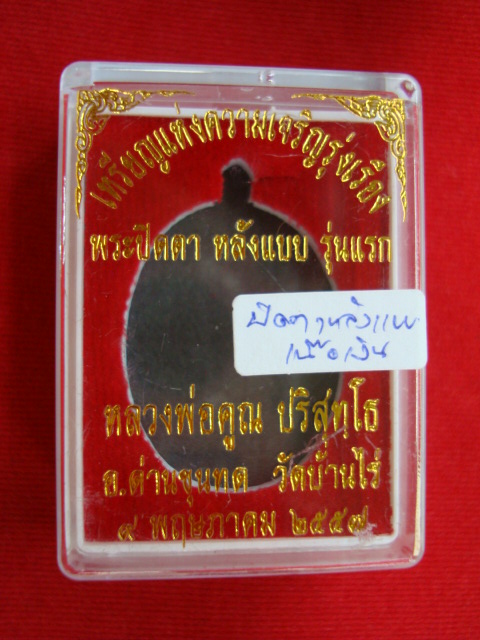 เหรียญแห่งความเจริญรุ่งเรือง
พระปิดตา หลังแบบ รุ่นแรก
ปิดตาหลังแบบ
เนื้อเงิน
หลวงพ่อคูณ ปริสุทฺโธ
อ.ด่านขุนทด วัดบ้านไร่
๙ พฤษภาคม ๒๕๕๗